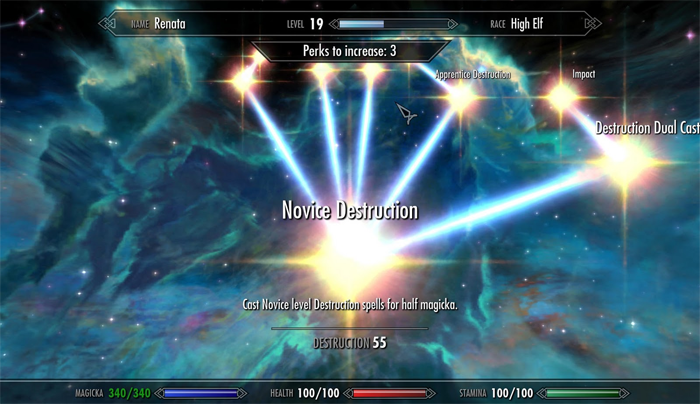 NAME Renata LEVEL 19 RACE High Elf
Perks to increase: 3
Apprentice Destruction Impact
Destruction Dual Cast
Novice Destruction
Cast Novice level Destruction spells for half magicka.
DESTRUCTION 55
MAGICKA 340/340 HEALTH 100/100 STAMINA 100/100